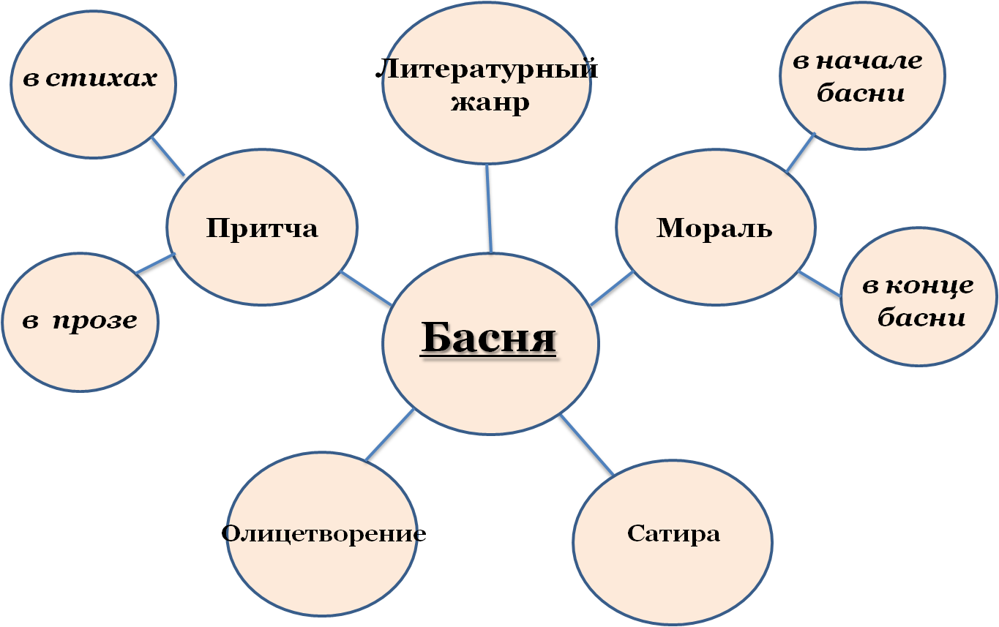 в стихах
Литературный
жанр
в начале
басни
Притча
Мораль
в прозе
в конце
басни
Басня
Олицетворение
Сатира